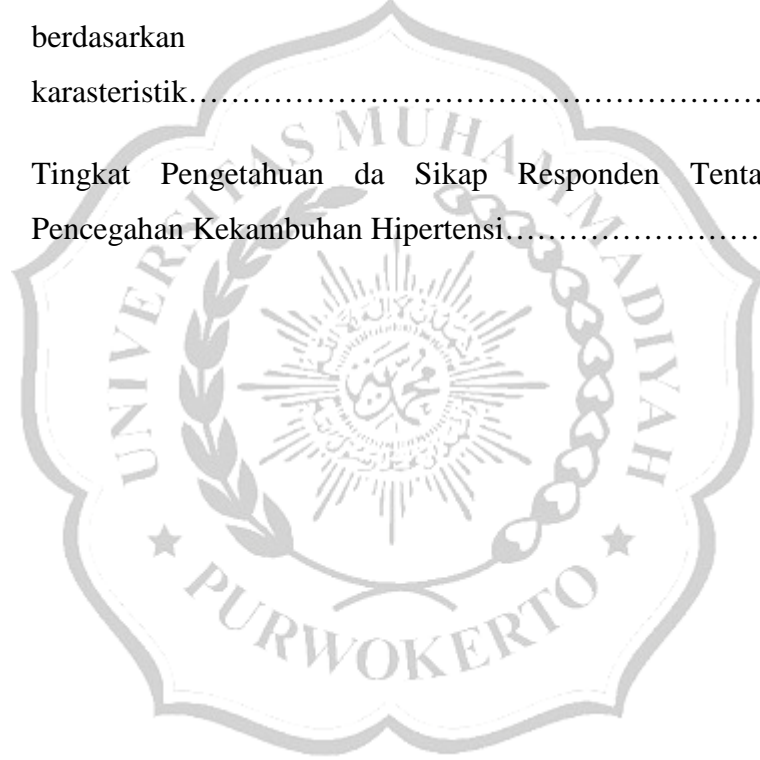 berdasarkan
karasteristik……………………………………………
Tingkat Pengetahuan da Sikap Responden Tenta
Pencegahan Kekambuhan Hipertensi……………………
UNIVERSITAS MUHAMMADIYAH
PURWOKERTO